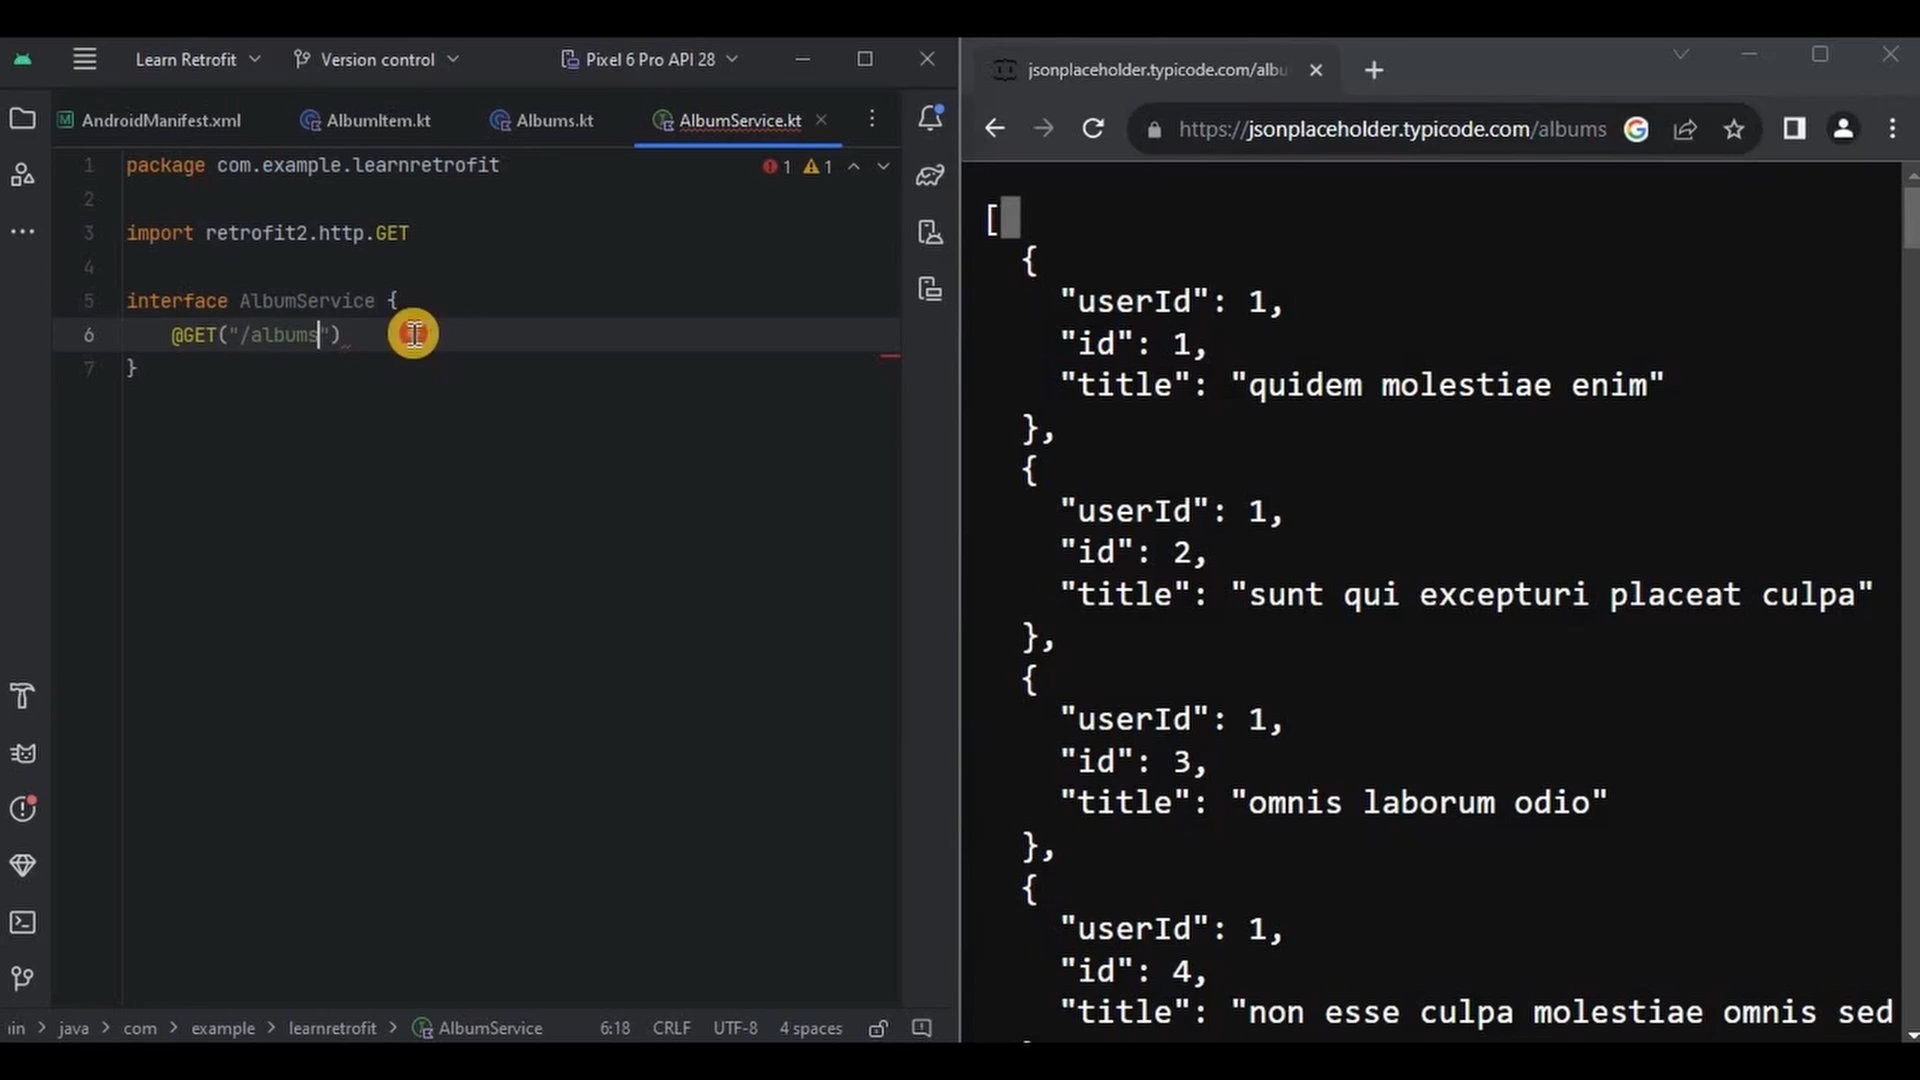 Learn Retrofit
Version control
Pixel 6 Pro API 28
AndroidManifest.xml
AlbumItem.kt
Albums.kt
AlbumService.kt
1 package com.example.learnretrofit
1 1
2
3 import retrofit2.http.GET
4
5 interface AlbumService {
6 @GET("/albums")
7 }
in > java > com > example > learnretrofit > AlbumService
6:18 CRLF UTF-8 4 spaces
jsonplaceholder.typicode.com/albu
https://jsonplaceholder.typicode.com/albums
[
{
"userId": 1,
"id": 1,
"title": "quidem molestiae enim"
},
{
"userId": 1,
"id": 2,
"title": "sunt qui excepturi placeat culpa"
},
{
"userId": 1,
"id": 3,
"title": "omnis laborum odio"
},
{
"userId": 1,
"id": 4,
"title": "non esse culpa molestiae omnis sed